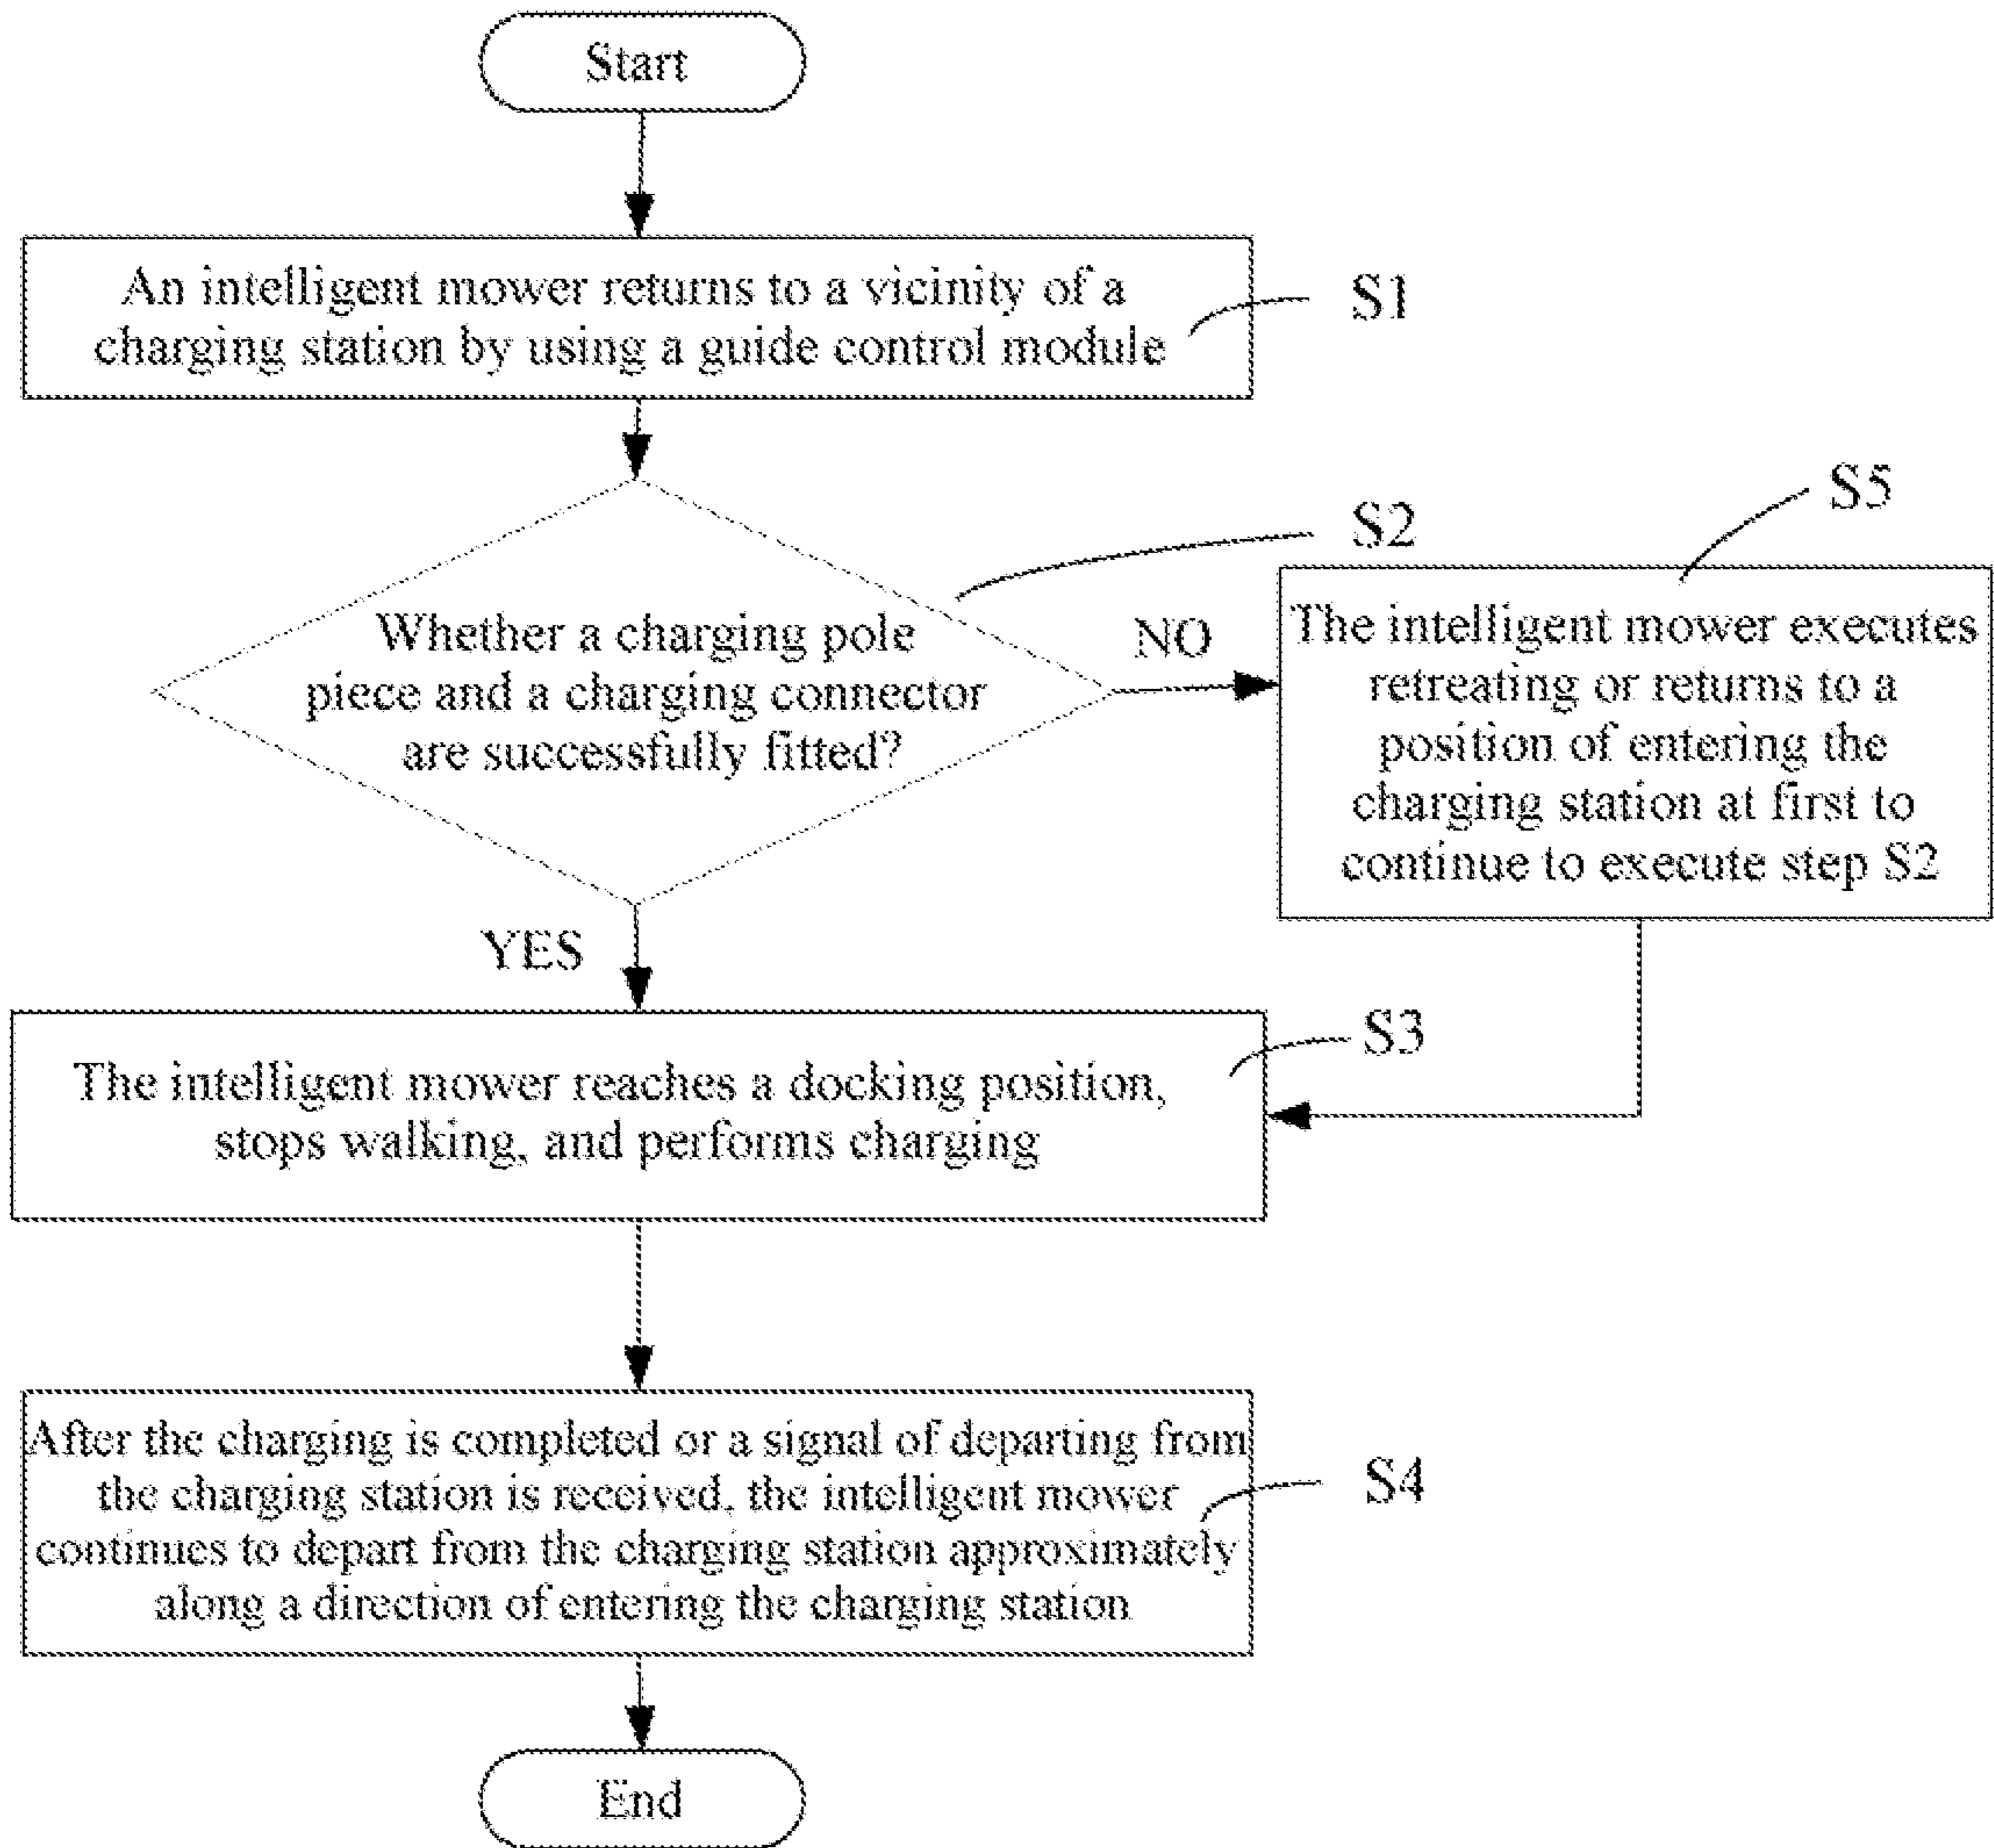 Start
An intelligent mower returns to a vicinity of a
charging station by using a guide control module
S1
Whether a charging pole
piece and a charging connector
are successfully fitted?
S2
NO
S5
The intelligent mower executes
retreating or returns to a
position of entering the
charging station at first to
continue to execute step S2
YES
The intelligent mower reaches a docking position,
stops walking, and performs charging
S3
After the charging is completed or a signal of departing from
the charging station is received, the intelligent mower
continues to depart from the charging station approximately
along a direction of entering the charging station
S4
End